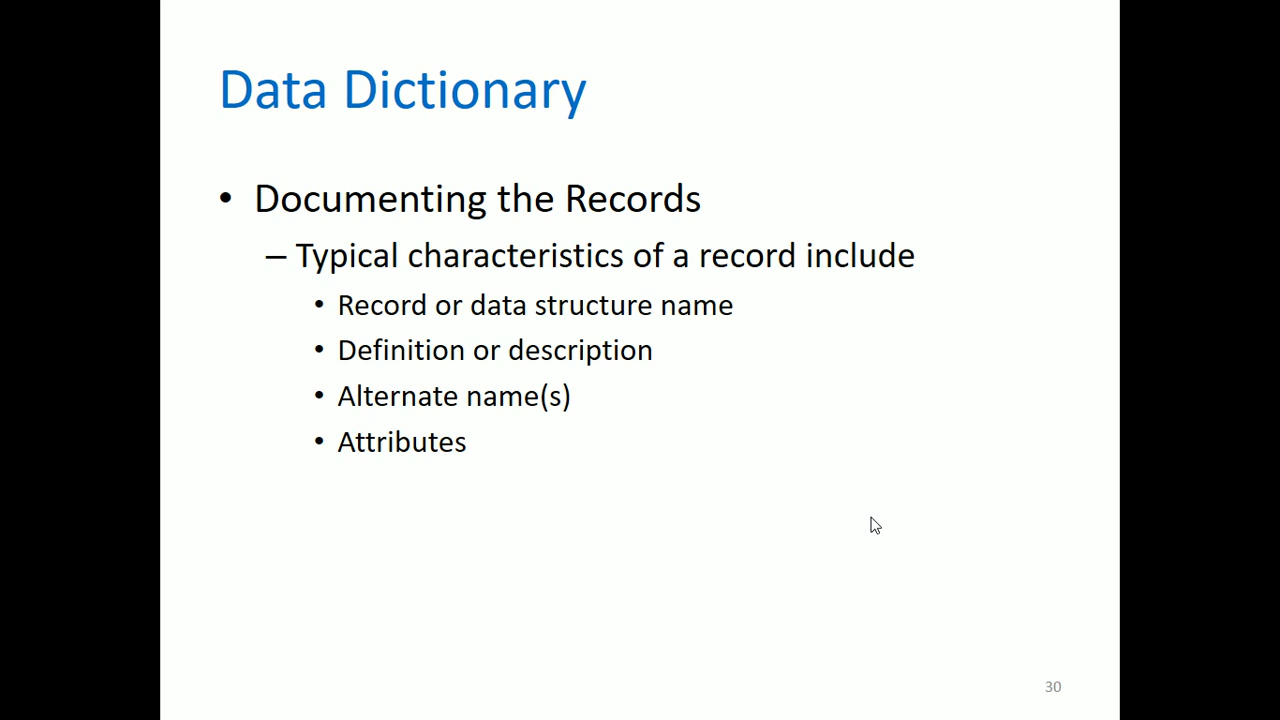 Data Dictionary
• Documenting the Records
– Typical characteristics of a record include
• Record or data structure name
• Definition or description
• Alternate name(s)
• Attributes
30